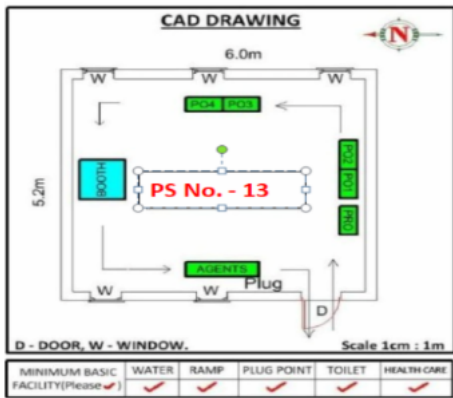 CAD DRAWING
N
6.0m
W W W
PO4 PO3
5.2m
BOOTH
PS No. - 13
PO2 PO1
PRO
AGENTS
Plug
W W
D
D - DOOR, W - WINDOW.
Scale 1cm : 1m
MINIMUM BASIC FACILITY(Please ✓) WATER RAMP PLUG POINT TOILET HEALTH CARE
✓ ✓ ✓ ✓ ✓